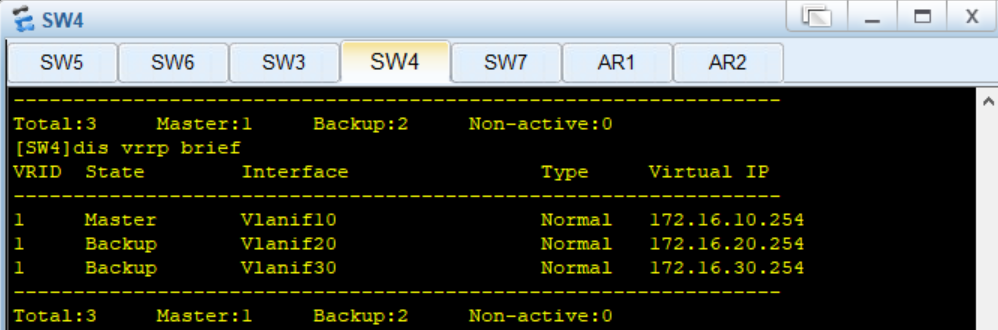 SW4
SW5 SW6 SW3 SW4 SW7 AR1 AR2
----------------------------------------------------------------
Total:3 Master:1 Backup:2 Non-active:0
[SW4]dis vrrp brief
VRID State Interface Type Virtual IP
----------------------------------------------------------------
1 Master Vlanif10 Normal 172.16.10.254
1 Backup Vlanif20 Normal 172.16.20.254
1 Backup Vlanif30 Normal 172.16.30.254
----------------------------------------------------------------
Total:3 Master:1 Backup:2 Non-active:0